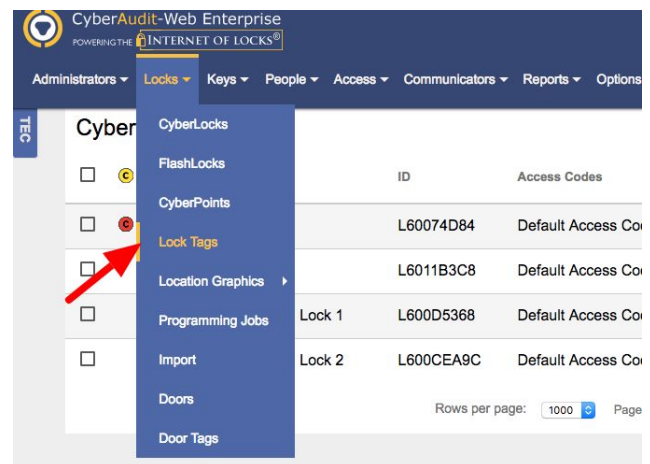 CyberAudit-Web Enterprise
POWERING THE INTERNET OF LOCKS®
Administrators Locks Keys People Access Communicators Reports Options
TEC
Cyber
CyberLocks
FlashLocks
CyberPoints
Lock Tags
Location Graphics
Programming Jobs
Import
Doors
Door Tags
C ID Access Codes
C L60074D84 Default Access Co
L6011B3C8 Default Access Co
Lock 1 L600D5368 Default Access Co
Lock 2 L600CEA9C Default Access Co
Rows per page: 1000 Page